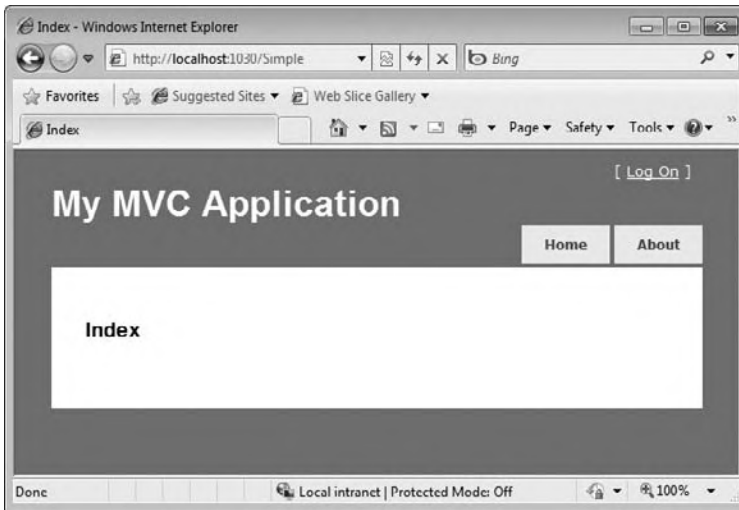 Index - Windows Internet Explorer
http://localhost:1030/Simple
Bing
Favorites Suggested Sites Web Slice Gallery
Index
Page Safety Tools
[ Log On ]
My MVC Application
Home About
Index
Done Local intranet | Protected Mode: Off 100%